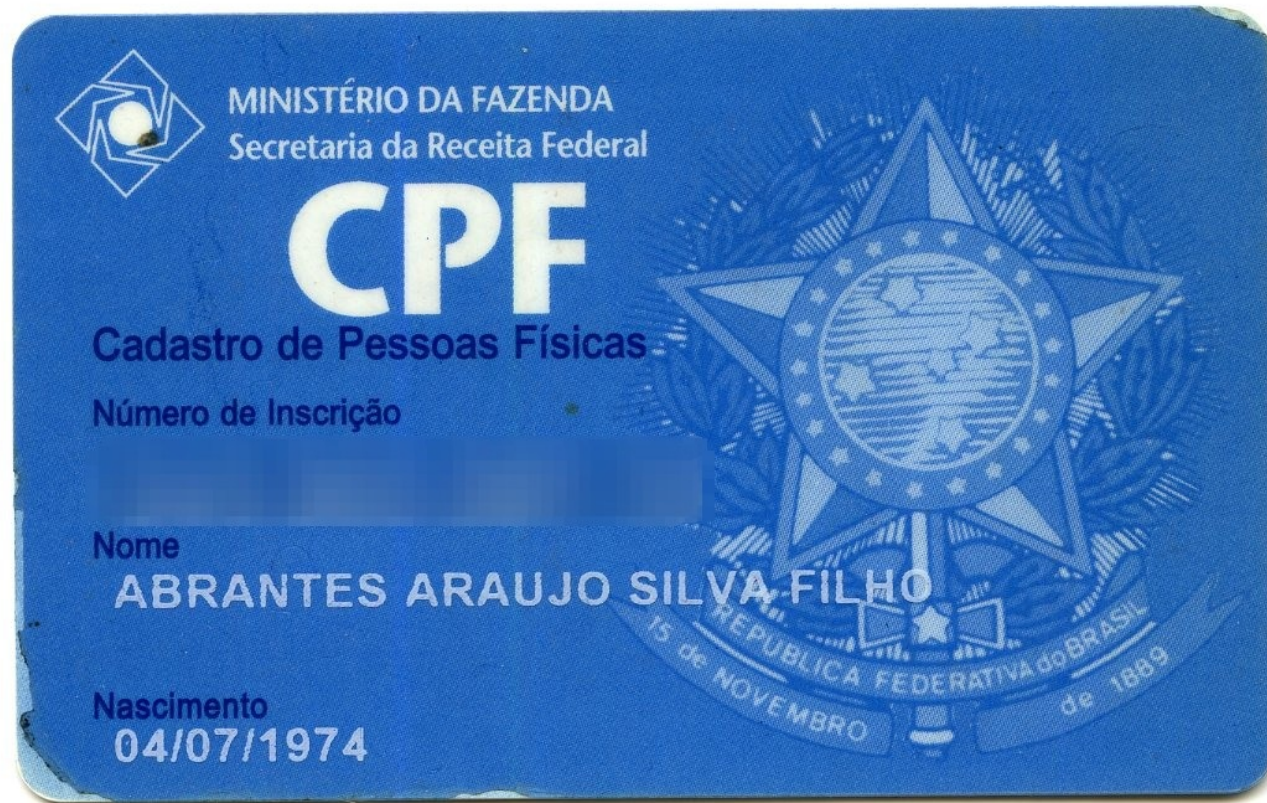 MINISTÉRIO DA FAZENDA
Secretaria da Receita Federal
CPF
Cadastro de Pessoas Físicas
Número de Inscrição
Nome
ABRANTES ARAUJO SILVA FILHO
Nascimento
04/07/1974
REPUBLICA FEDERATIVA do BRASIL
15 de NOVEMBRO de 1889